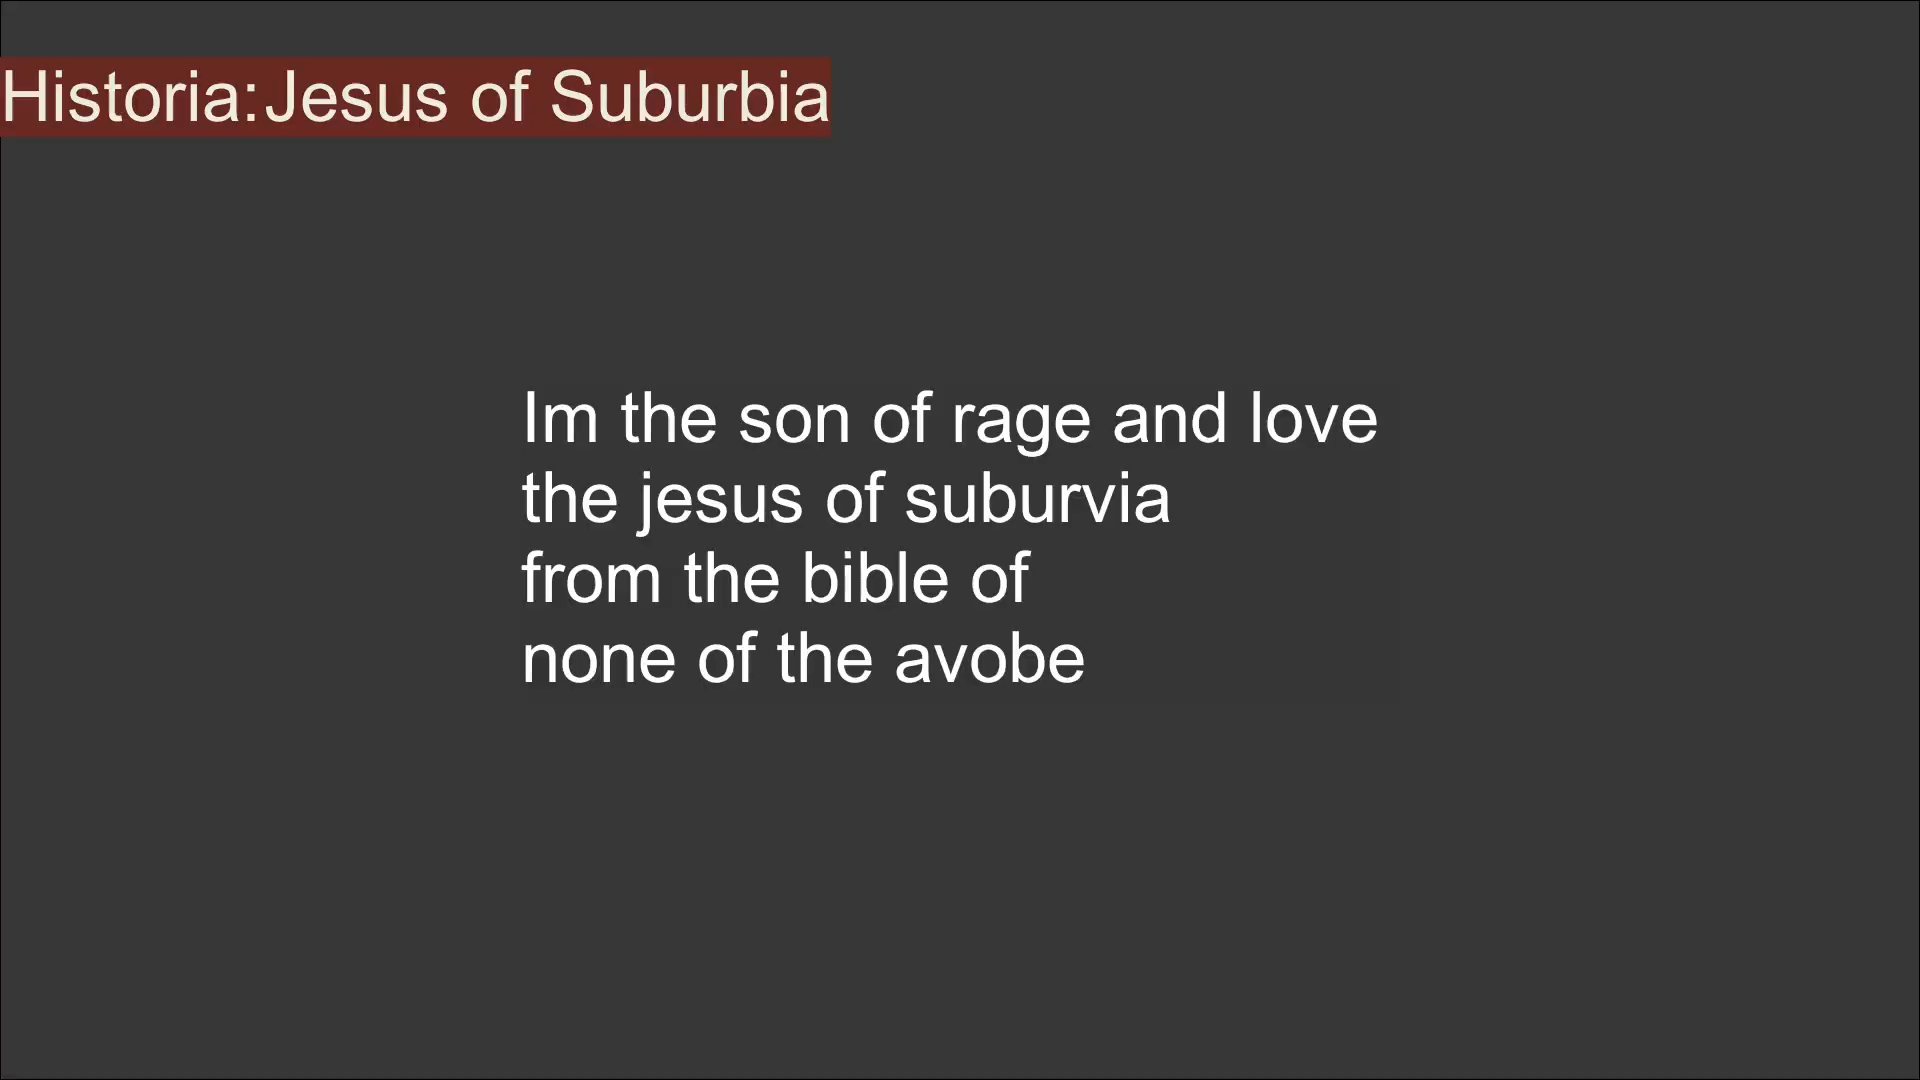 Historia:Jesus of Suburbia
Im the son of rage and love
the jesus of suburvia
from the bible of
none of the avobe